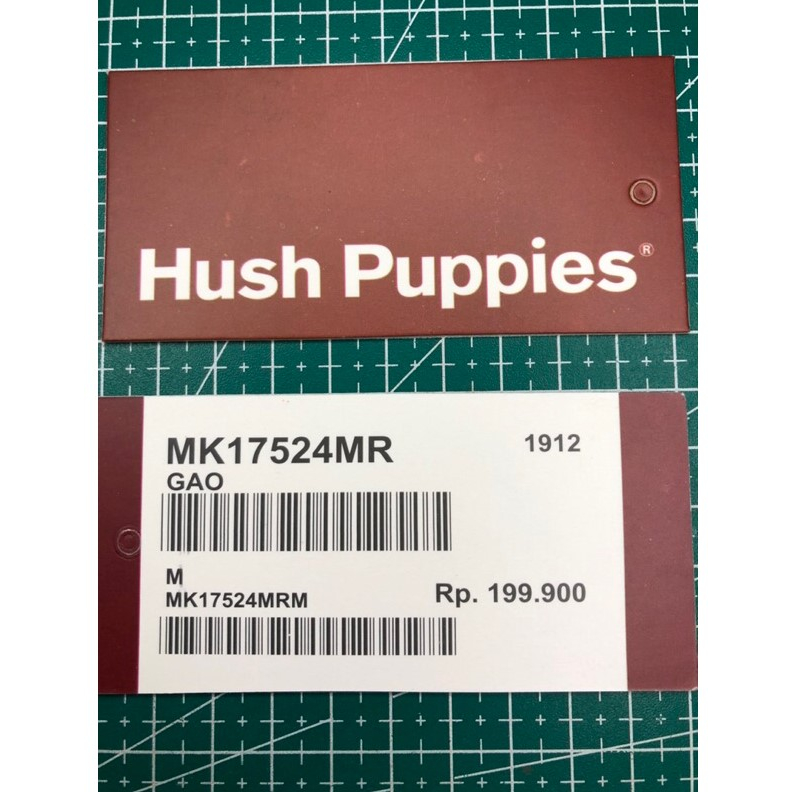 Hush Puppies®
MK17524MR 1912
GAO
M
MK17524MRM
Rp. 199.900